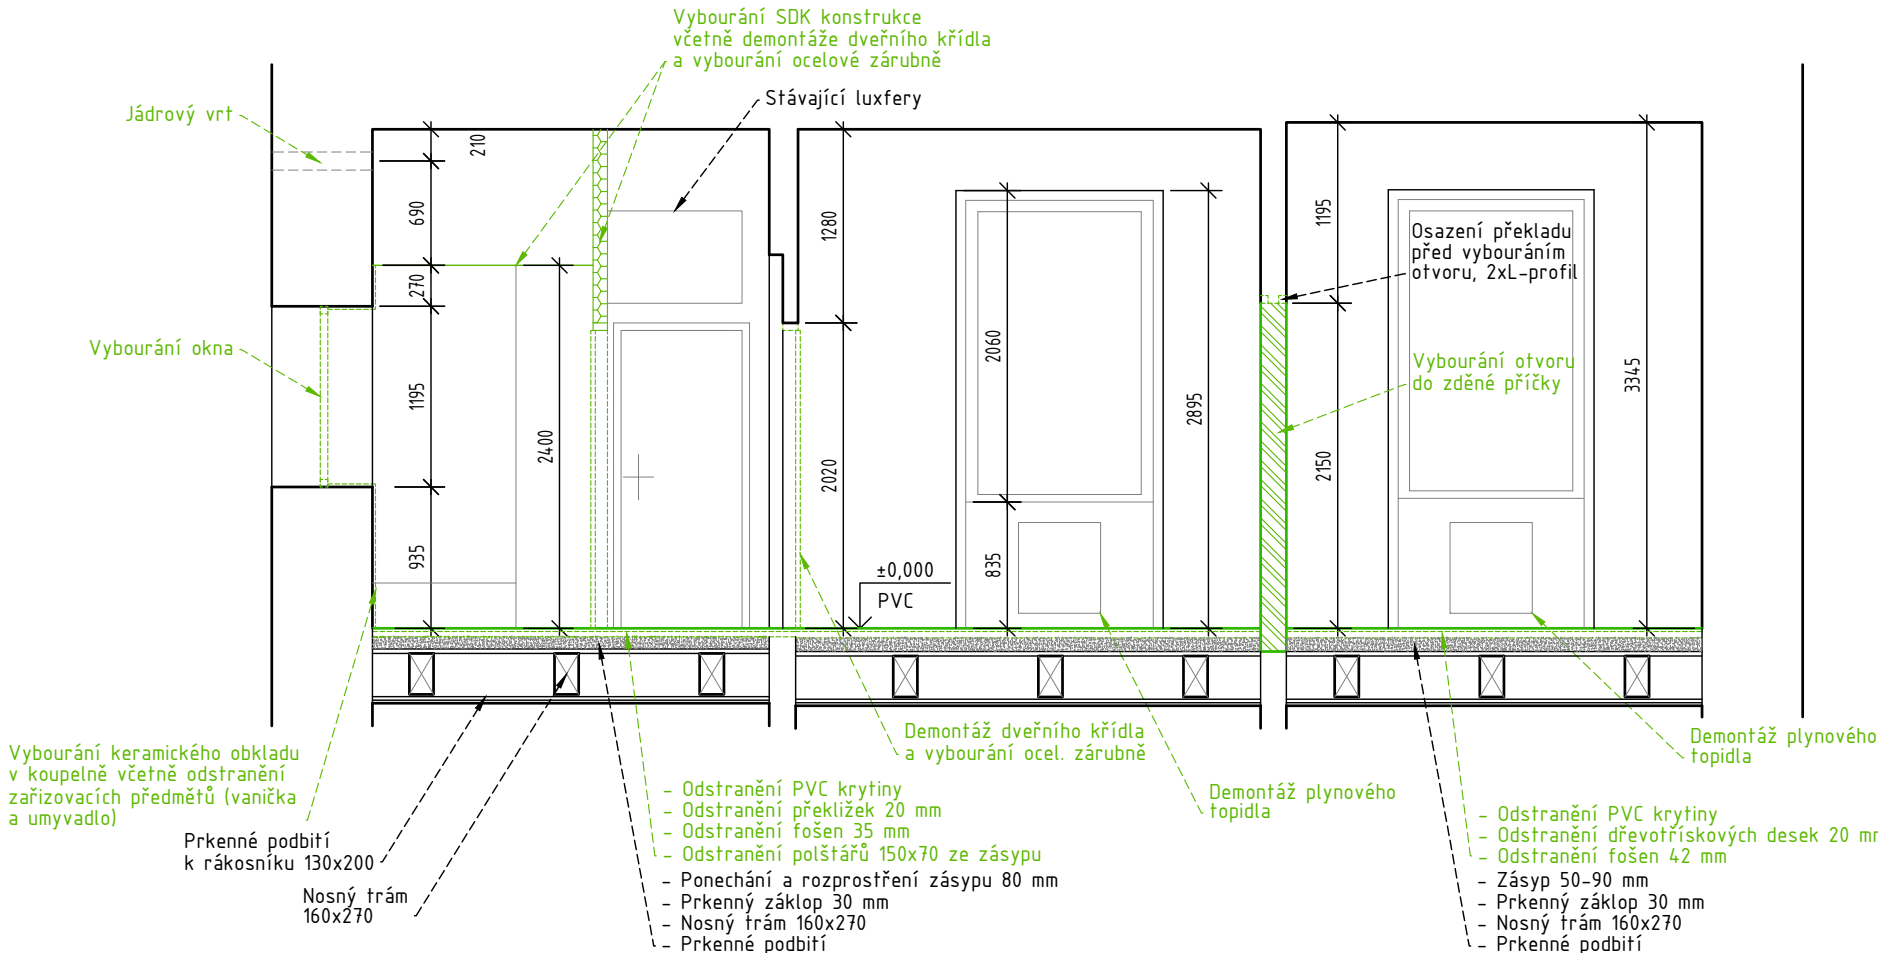 Vybourání SDK konstrukce
včetně demontáže dveřního křídla
a vybourání ocelové zárubně
Stávající luxfery
Jádrový vrt
210
690
270
1195
935
2400
1280
2020
2060
835
2895
1195
2150
3345
Osazení překladu
před vybouráním
otvoru, 2xL-profil
Vybourání okna
Vybourání otvoru
do zděné příčky
±0,000
PVC
Vybourání keramického obkladu
v koupelně včetně odstranění
zařizovacích předmětů (vanička
a umyvadlo)
Prkenné podbití
k rákosníku 130x200
Nosný trám
160x270
Demontáž dveřního křídla
a vybourání ocel. zárubně
- Odstranění PVC krytiny
- Odstranění překližek 20 mm
- Odstranění fošen 35 mm
- Odstranění polštářů 150x70 ze zásypu
- Ponechání a rozprostření zásypu 80 mm
- Prkenný záklop 30 mm
- Nosný trám 160x270
- Prkenné podbití
Demontáž plynového
topidla
Demontáž plynového
topidla
- Odstranění PVC krytiny
- Odstranění dřevotřískových desek 20 mm
- Odstranění fošen 42 mm
- Zásyp 50-90 mm
- Prkenný záklop 30 mm
- Nosný trám 160x270
- Prkenné podbití